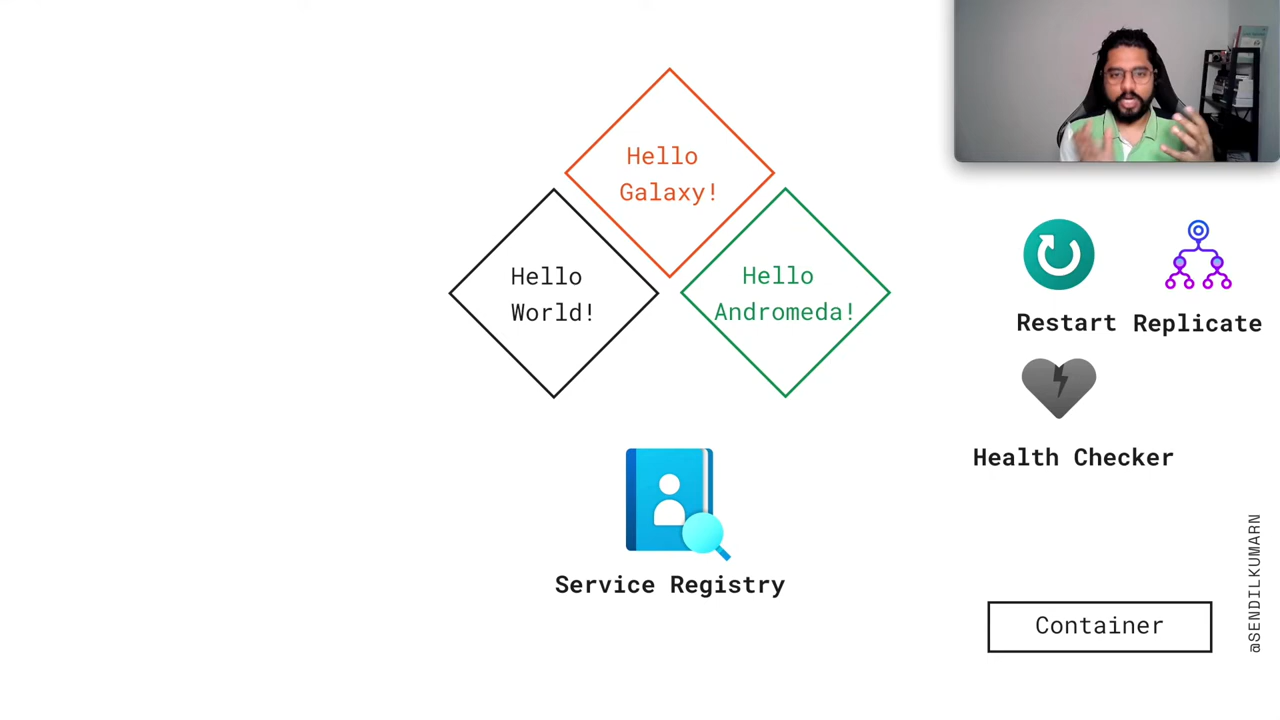 Hello
Galaxy!
Hello
World!
Hello
Andromeda!
Restart
Replicate
Health Checker
Service Registry
Container
@SENDILKUMARN